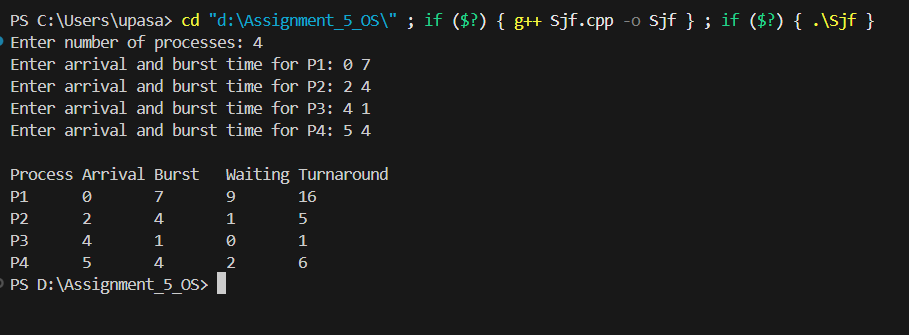 PS C:\Users\upasa> cd "d:\Assignment_5_OS\" ; if ($?) { g++ Sjf.cpp -o Sjf } ; if ($?) { .\Sjf }
Enter number of processes: 4
Enter arrival and burst time for P1: 0 7
Enter arrival and burst time for P2: 2 4
Enter arrival and burst time for P3: 4 1
Enter arrival and burst time for P4: 5 4
Process Arrival Burst Waiting Turnaround
P1 0 7 9 16
P2 2 4 1 5
P3 4 1 0 1
P4 5 4 2 6
PS D:\Assignment_5_OS>